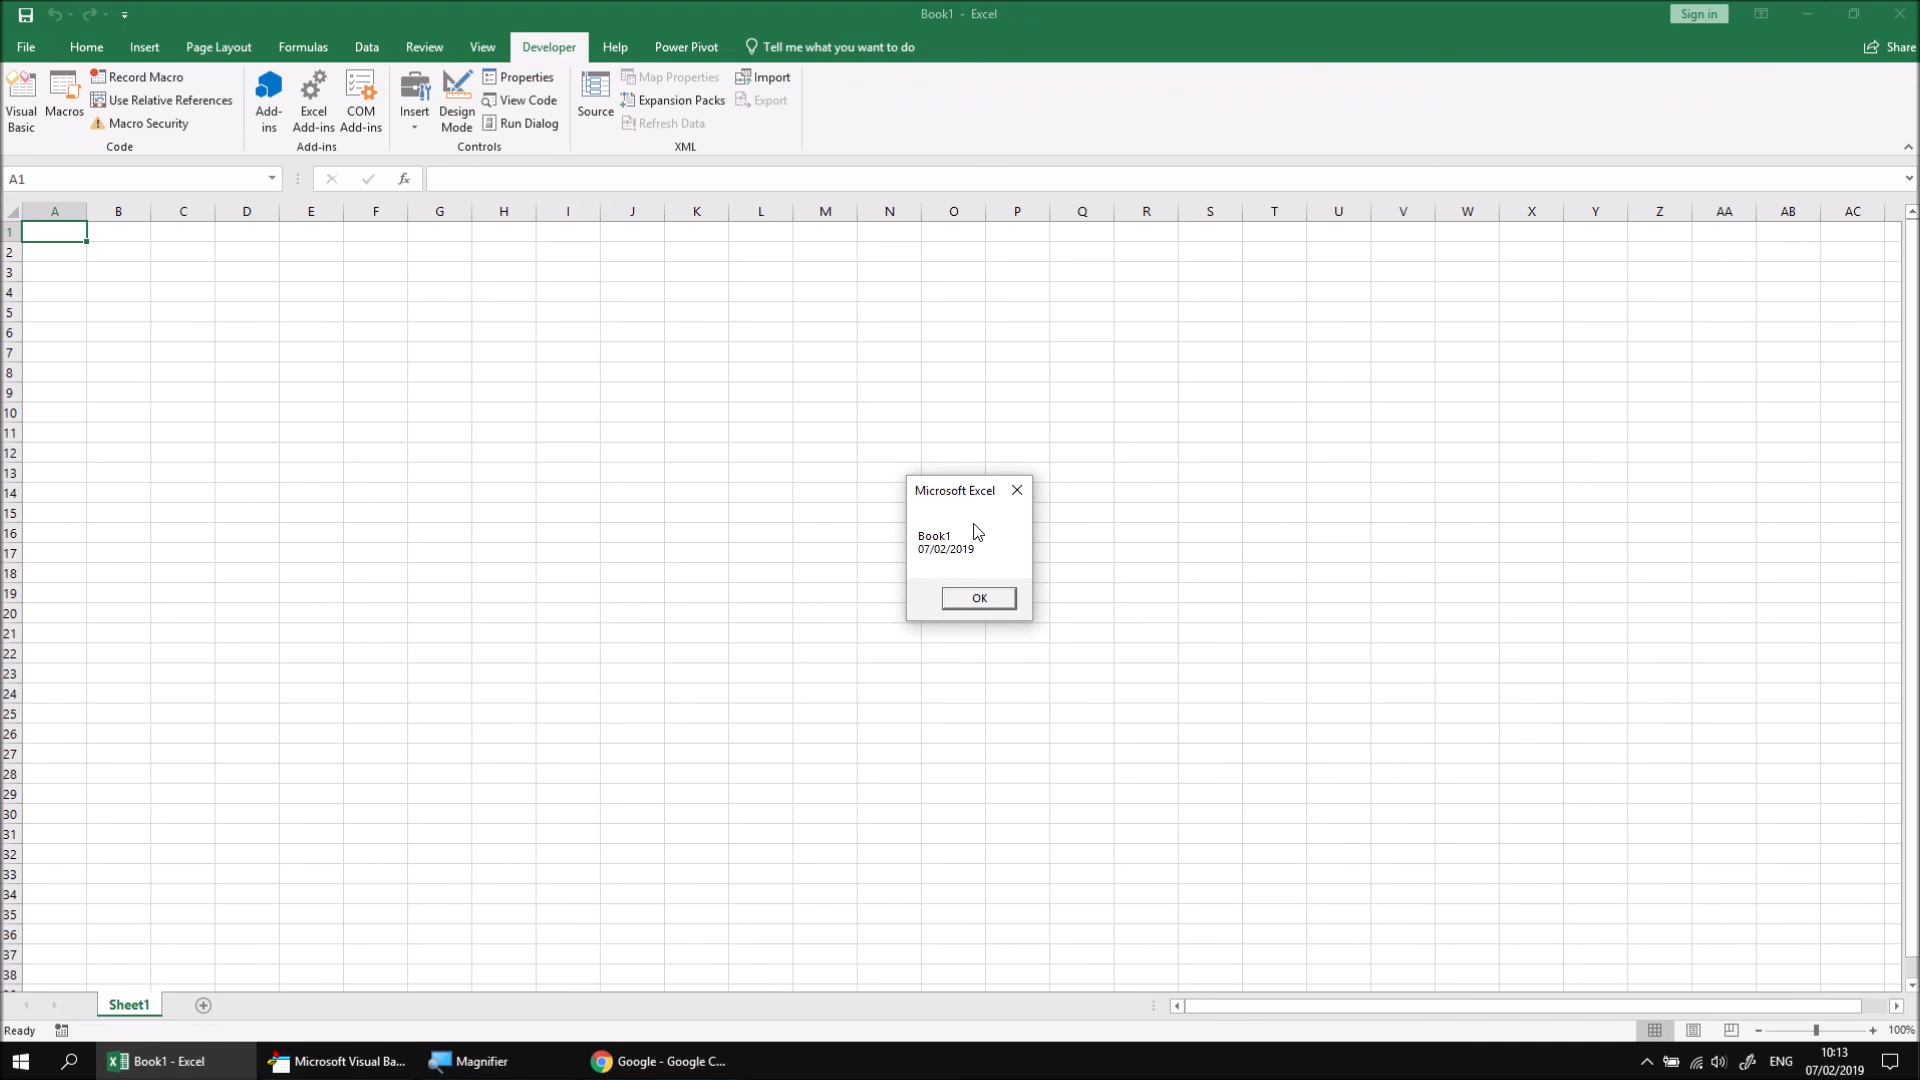 Book1 - Excel
Sign in
File Home Insert Page Layout Formulas Data Review View Developer Help Power Pivot Tell me what you want to do Share
Visual Basic
Macros
Record Macro
Use Relative References
Macro Security
Code
Add-ins
Excel Add-ins
COM Add-ins
Add-ins
Insert
Design Mode
Properties
View Code
Run Dialog
Controls
Source
Map Properties
Expansion Packs
Refresh Data
Import
Export
XML
A1
fx
A B C D E F G H I J K L M N O P Q R S T U V W X Y Z AA AB AC
1
2
3
4
5
6
7
8
9
10
11
12
13
14
15
16
17
18
19
20
21
22
23
24
25
26
27
28
29
30
31
32
33
34
35
36
37
38
Microsoft Excel
Book1
07/02/2019
OK
Sheet1
Ready
100%
Book1 - Excel
Microsoft Visual Ba...
Magnifier
Google - Google C...
ENG
10:13
07/02/2019